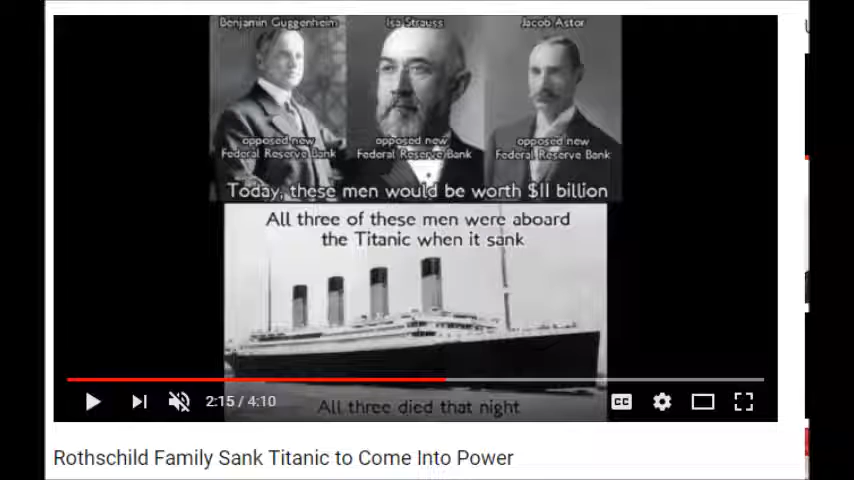 Benjamin Guggenheim Isa Strauss Jacob Astor
opposed new opposed new opposed new
Federal Reserve Bank Federal Reserve Bank Federal Reserve Bank
Today, these men would be worth $11 billion
All three of these men were aboard
the Titanic when it sank
2:15 / 4:10
CC
All three died that night
Rothschild Family Sank Titanic to Come Into Power